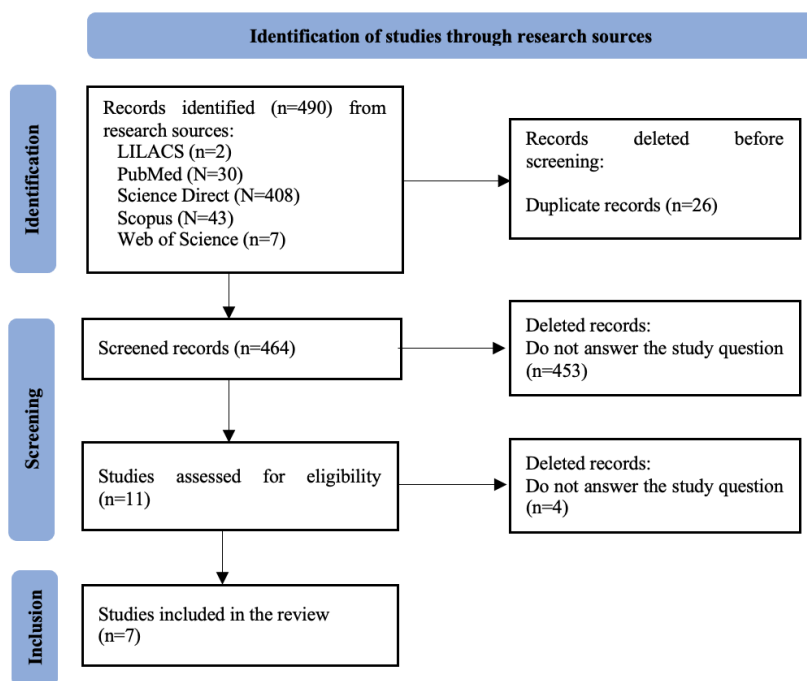 Identification of studies through research sources
Identification
Records identified (n=490) from
research sources:
LILACS (n=2)
PubMed (N=30)
Science Direct (N=408)
Scopus (N=43)
Web of Science (n=7)
Records deleted before
screening:
Duplicate records (n=26)
Screening
Screened records (n=464)
Deleted records:
Do not answer the study question
(n=453)
Studies assessed for eligibility
(n=11)
Deleted records:
Do not answer the study question
(n=4)
Inclusion
Studies included in the review
(n=7)